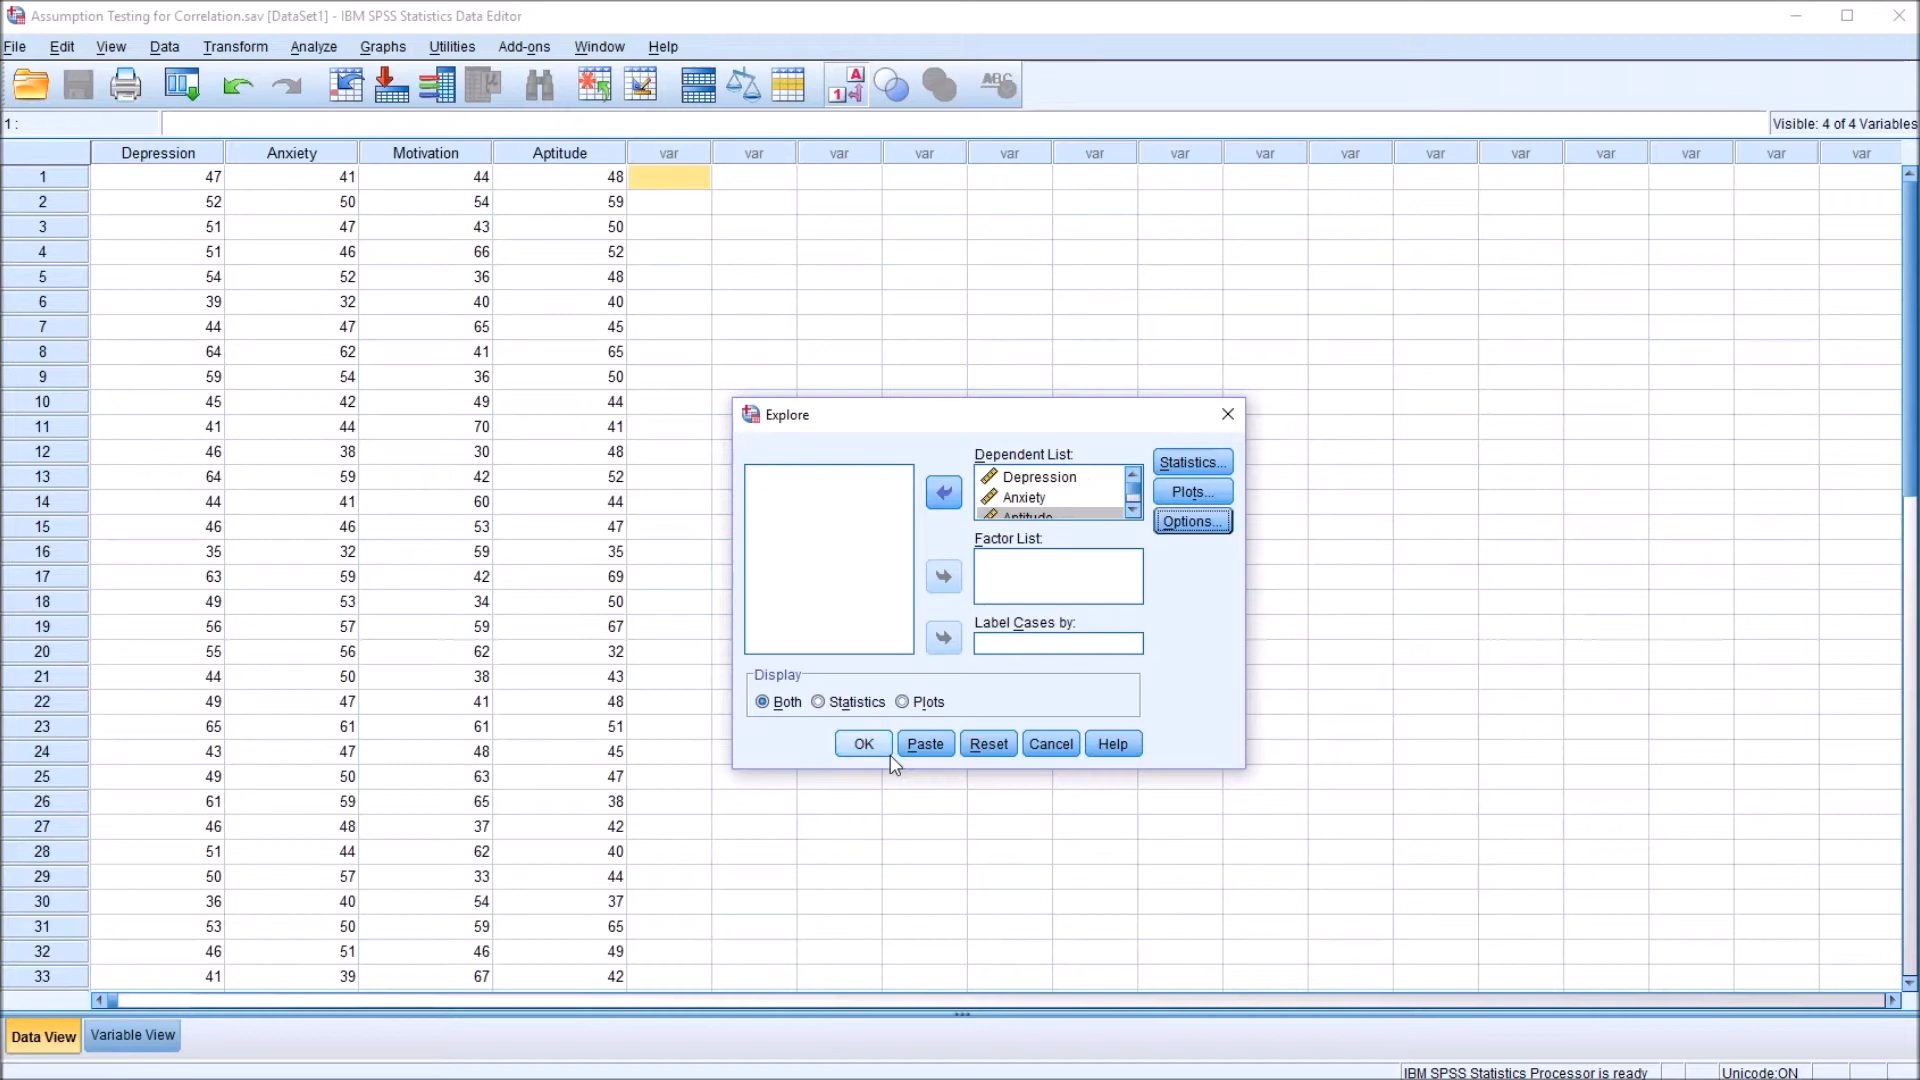 Assumption Testing for Correlation.sav [DataSet1] - IBM SPSS Statistics Data Editor
File Edit View Data Transform Analyze Graphs Utilities Add-ons Window Help
1 :
Visible: 4 of 4 Variables
Depression Anxiety Motivation Aptitude var var var var var var var var var var var var var var var
1 47 41 44 48
2 52 50 54 59
3 51 47 43 50
4 51 46 66 52
5 54 52 36 48
6 39 32 40 40
7 44 47 65 45
8 64 62 41 65
9 59 54 36 50
10 45 42 49 44
11 41 44 70 41
12 46 38 30 48
13 64 59 42 52
14 44 41 60 44
15 46 46 53 47
16 35 32 59 35
17 63 59 42 69
18 49 53 34 50
19 56 57 59 67
20 55 56 62 32
21 44 50 38 43
22 49 47 41 48
23 65 61 61 51
24 43 47 48 45
25 49 50 63 47
26 61 59 65 38
27 46 48 37 42
28 51 44 62 40
29 50 57 33 44
30 36 40 54 37
31 53 50 59 65
32 46 51 46 49
33 41 39 67 42
Explore
Dependent List:
Depression
Anxiety
Aptitude
Statistics...
Plots...
Options...
Factor List:
Label Cases by:
Display
Both Statistics Plots
OK Paste Reset Cancel Help
Data View Variable View
IBM SPSS Statistics Processor is ready Unicode:ON